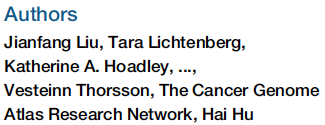 Authors
Jianfang Liu, Tara Lichtenberg,
Katherine A. Hoadley, ...,
Vesteinn Thorsson, The Cancer Genome
Atlas Research Network, Hai Hu